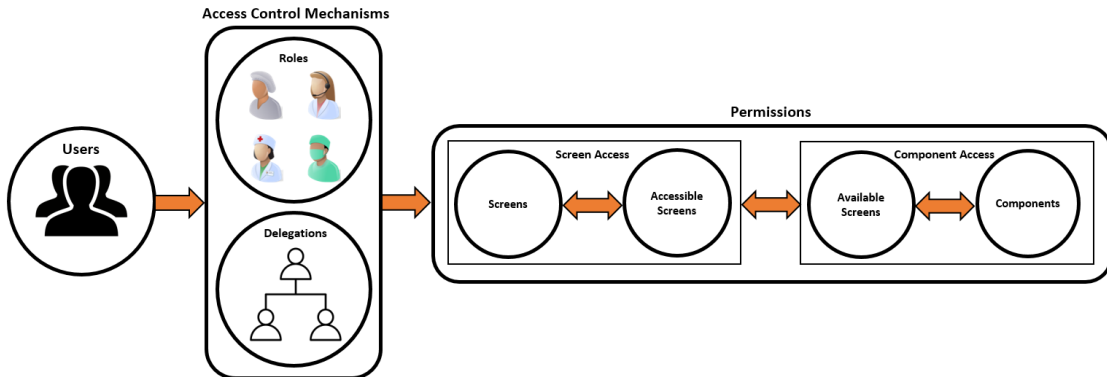 Access Control Mechanisms
Roles
Permissions
Users
Screen Access
Component Access
Screens
Accessible
Screens
Available
Screens
Components
Delegations